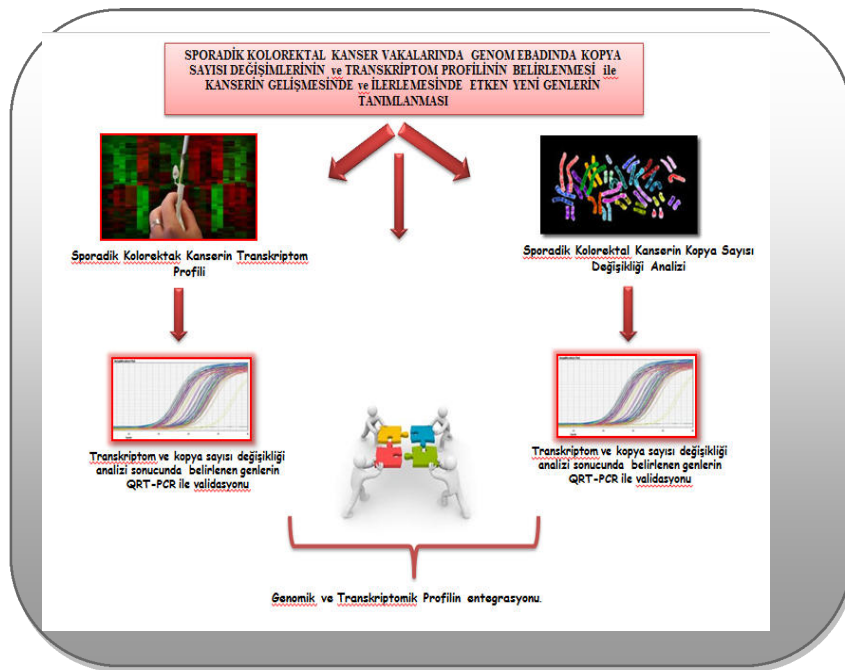 SPORADİK KOLOREKTAL KANSER VAKALARINDA GENOM EBADINDA KOPYA
SAYISI DEĞİŞİMLERİNİN ve TRANSKRİPTOM PROFİLİNİN BELİRLENMESİ ile
KANSERİN GELİŞMESİNDE ve İLERLEMESİNDE ETKEN YENİ GENLERİN
TANIMLANMASI
Sporadik Kolorektak Kanserin Transkriptom
Profili
Sporadik Kolorektal Kanserin Kopya Sayısı
Değişikliği Analizi
Transkriptom ve kopya sayısı değişikliği
analizi sonucunda belirlenen genlerin
QRT-PCR ile validasyonu
Transkriptom ve kopya sayısı değişikliği
analizi sonucunda belirlenen genlerin
QRT-PCR ile validasyonu
Genomik ve Transkriptomik Profilin entegrasyonu.